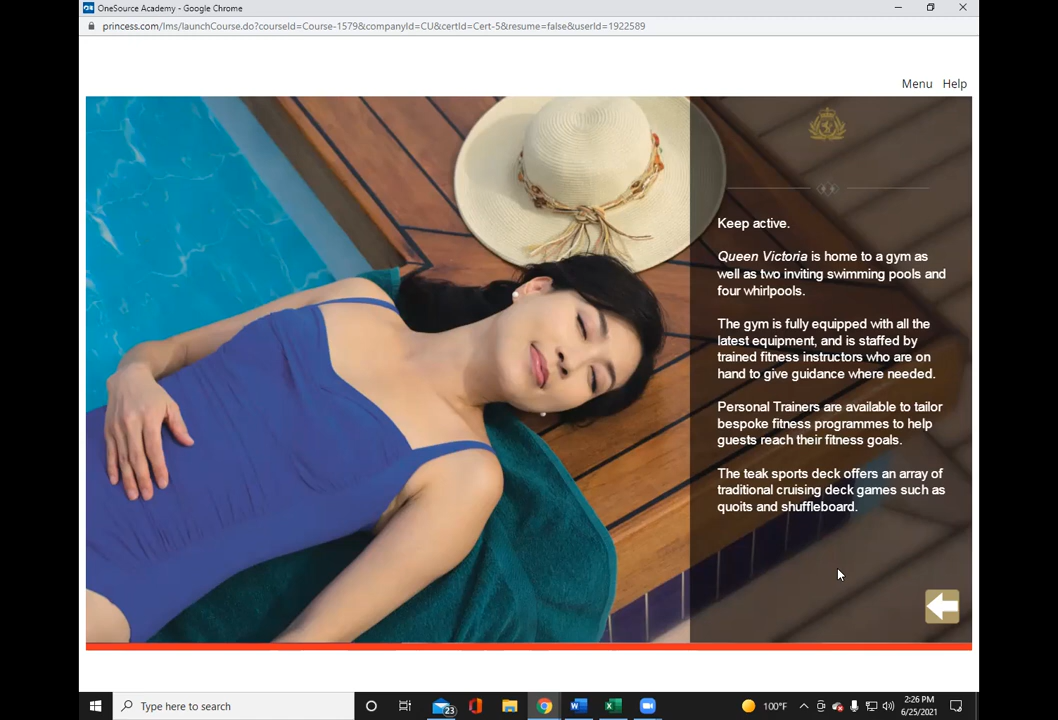 OneSource Academy - Google Chrome
princess.com/lms/launchCourse.do?courseId=Course-1579&companyId=CU&certId=Cert-5&resume=false&userId=1922589
Menu Help
Keep active.
Queen Victoria is home to a gym as
well as two inviting swimming pools and
four whirlpools.
The gym is fully equipped with all the
latest equipment, and is staffed by
trained fitness instructors who are on
hand to give guidance where needed.
Personal Trainers are available to tailor
bespoke fitness programmes to help
guests reach their fitness goals.
The teak sports deck offers an array of
traditional cruising deck games such as
quoits and shuffleboard.
Type here to search
23
100°F
2:26 PM
6/25/2021